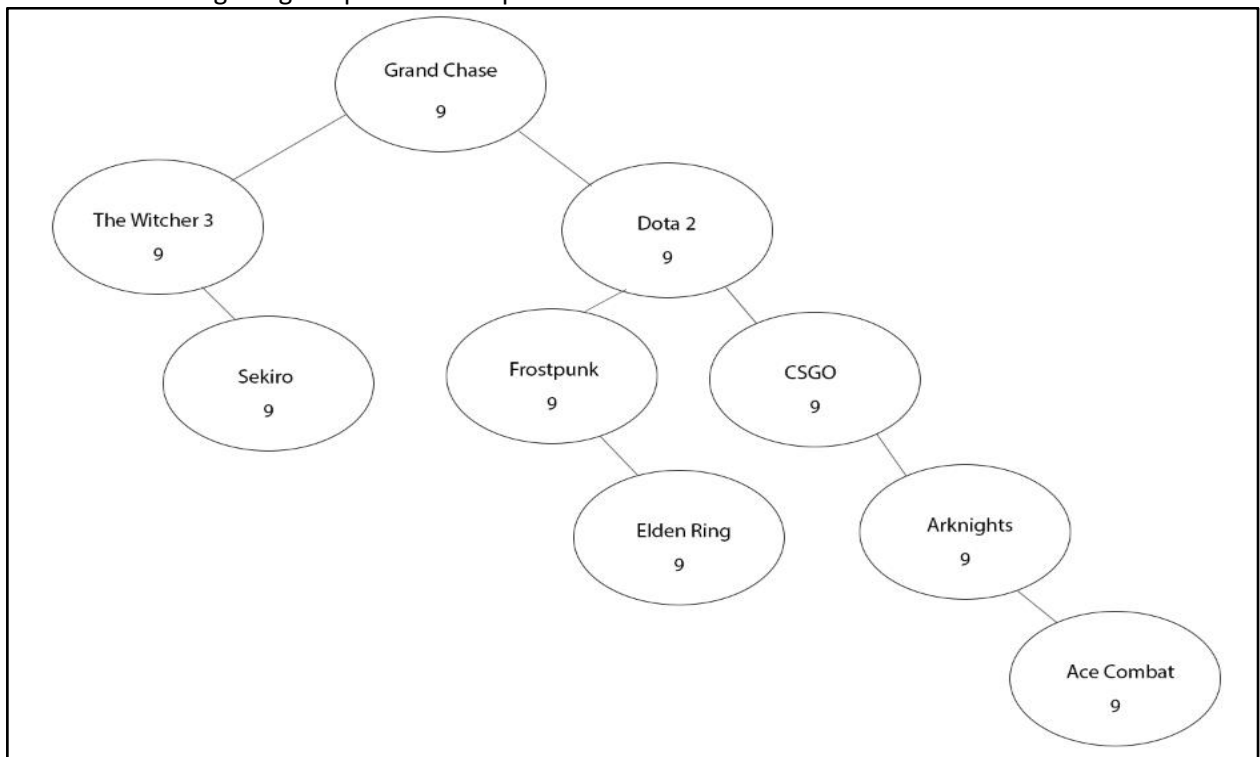 Grand Chase
9
The Witcher 3
9
Dota 2
9
Sekiro
9
Frostpunk
9
CSGO
9
Elden Ring
9
Arknights
9
Ace Combat
9